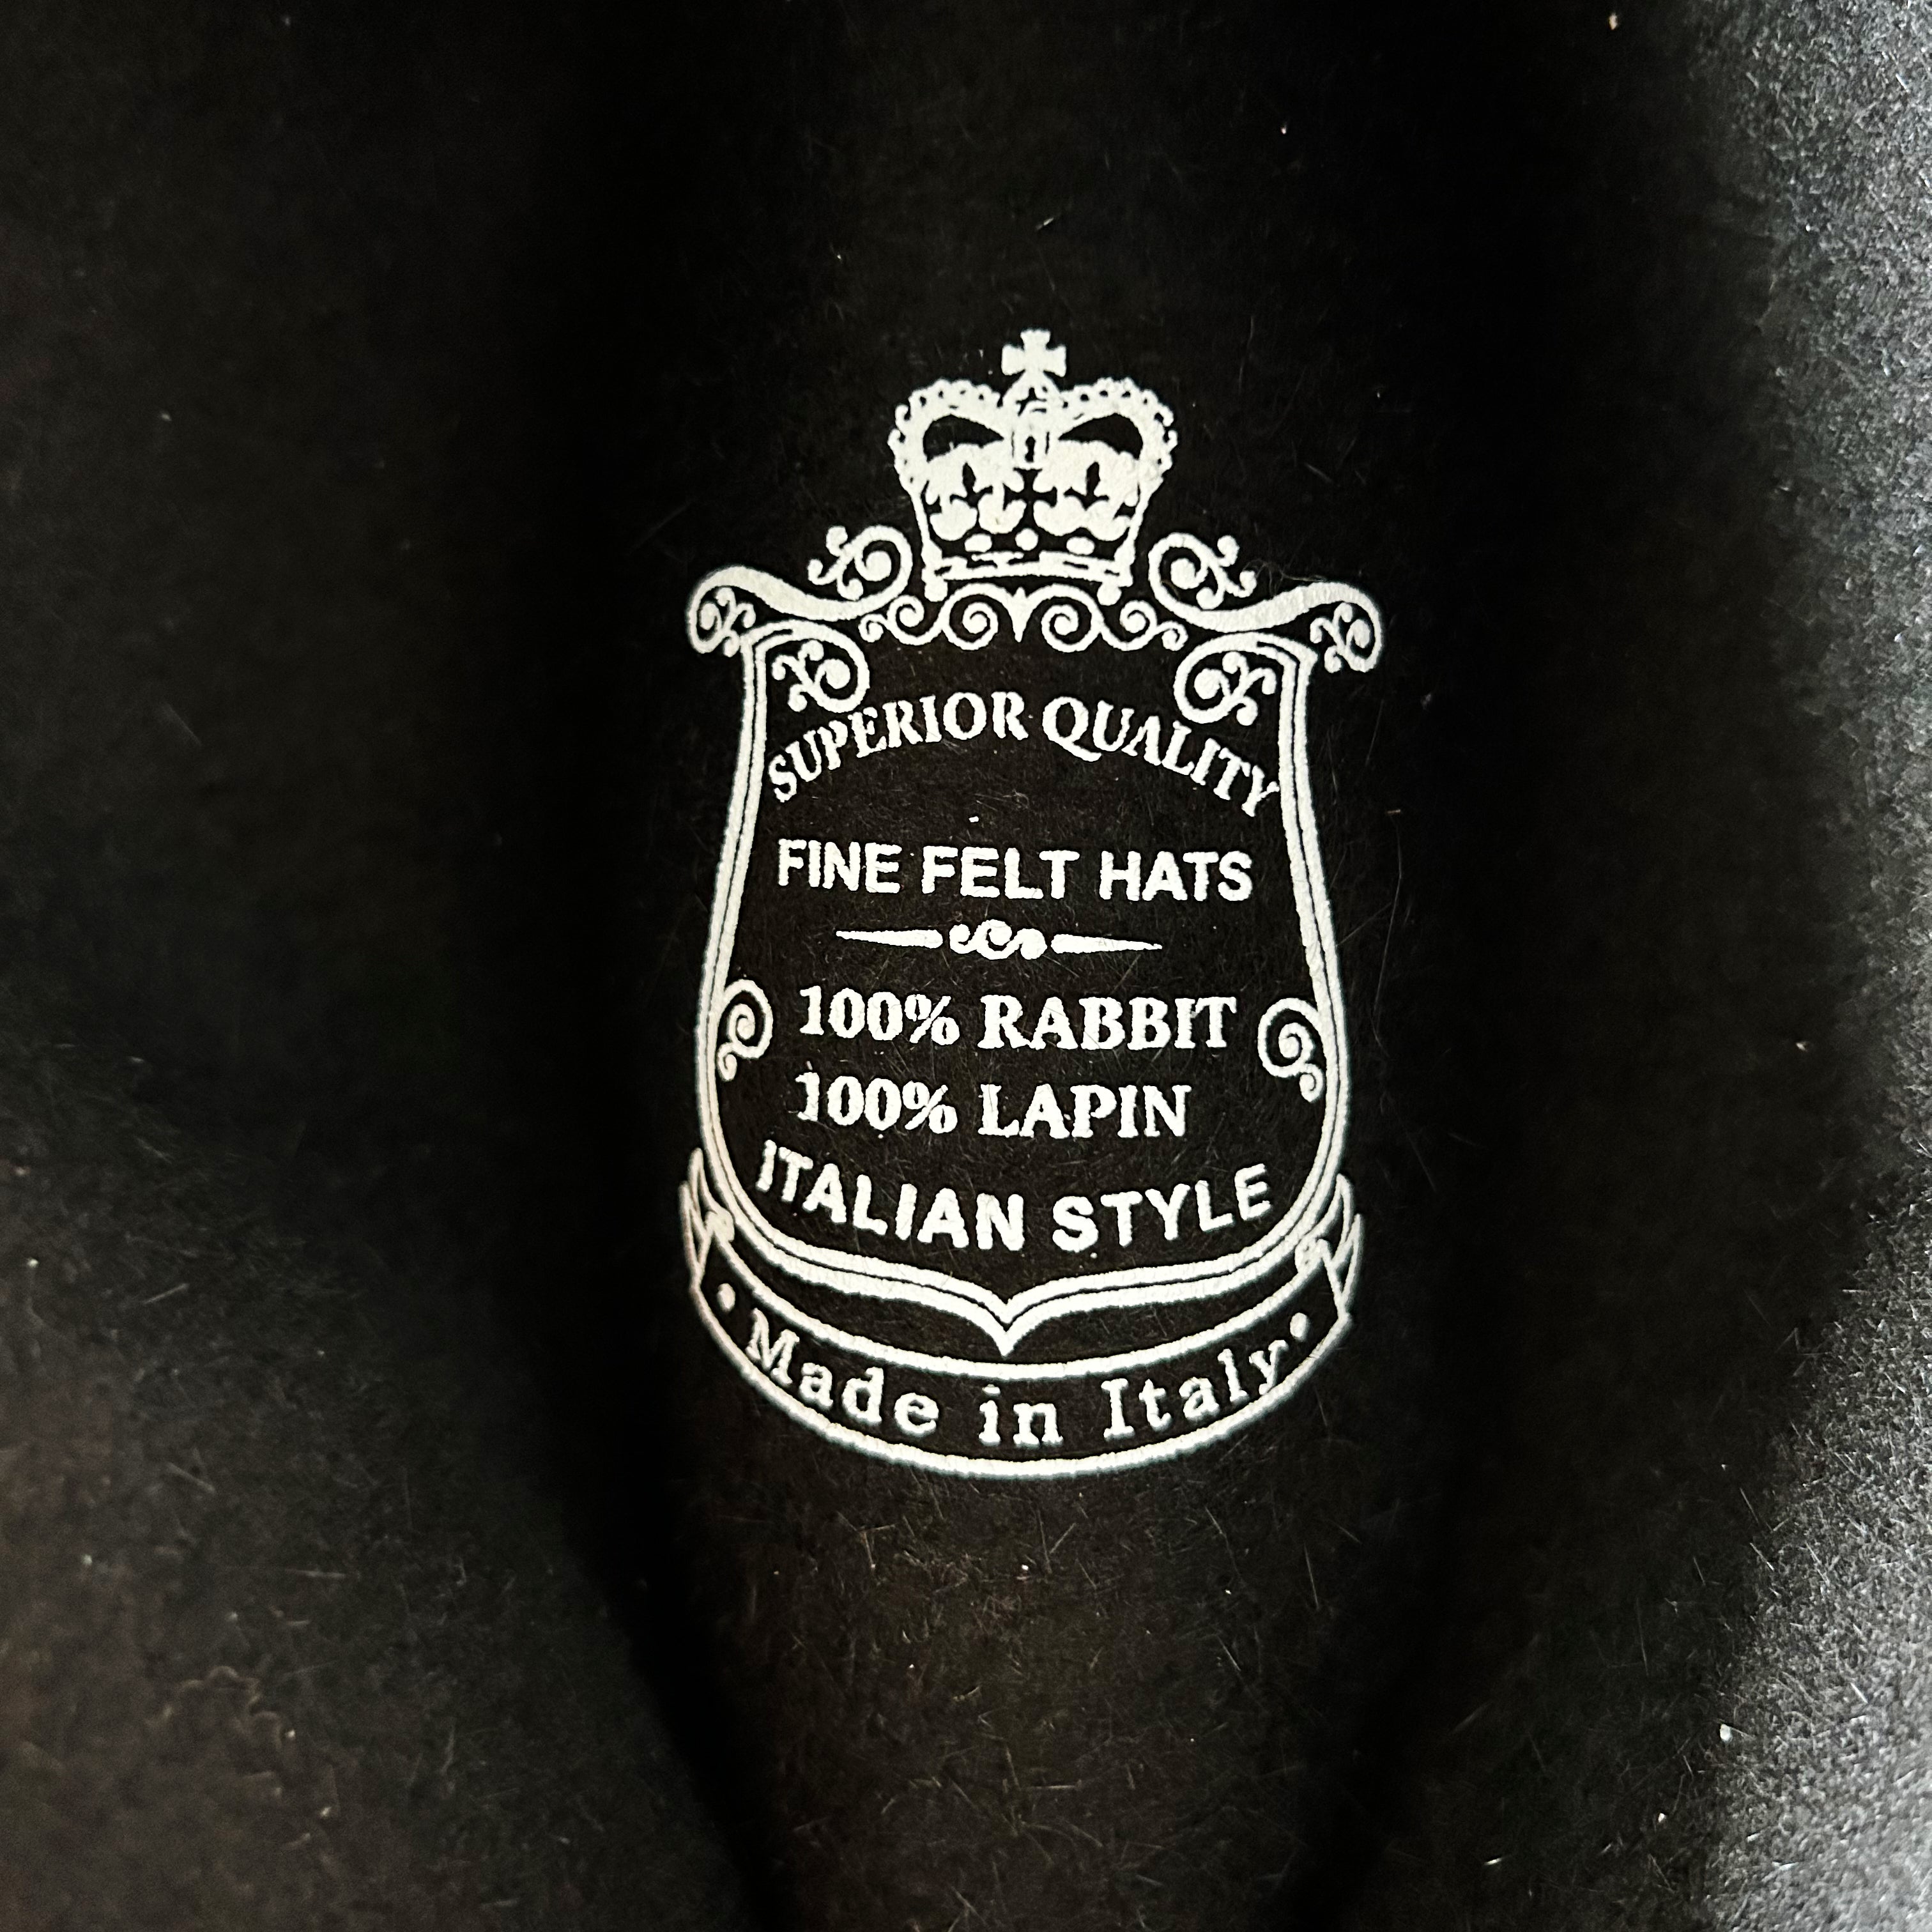 SUPERIOR QUALITY
FINE FELT HATS
100% RABBIT
100% LAPIN
ITALIAN STYLE
• Made in Italy •